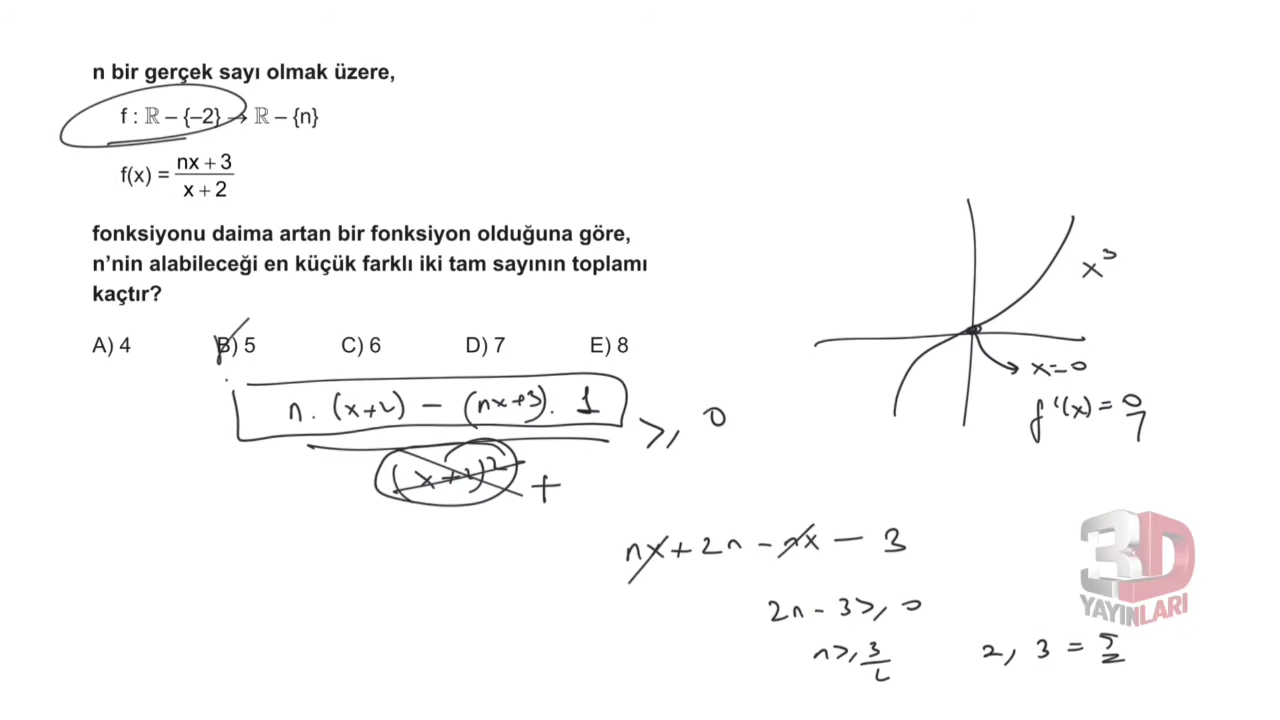 n bir gerçek sayı olmak üzere,
f : ℝ – {–2} → ℝ – {n}
f(x) = nx + 3
x + 2
fonksiyonu daima artan bir fonksiyon olduğuna göre,
n’nin alabileceği en küçük farklı iki tam sayının toplamı
kaçtır?
A) 4 B) 5 C) 6 D) 7 E) 8
n . (x+2) – (nx+3) . 1 ≥ 0
(x+2)² +
x³
x=0
f'(x) = 0
nx + 2n – nx – 3
2n – 3 ≥ 0
n ≥ 3/2
2, 3 = 5
3D
YAYINLARI